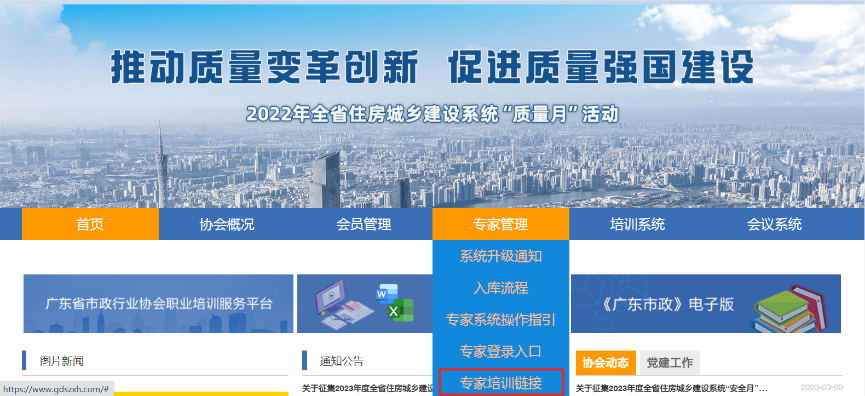 推动质量变革创新 促进质量强国建设
2022年全省住房城乡建设系统“质量月”活动
首页 协会概况 会员管理 专家管理 培训系统 会议系统
系统升级通知
入库流程
专家系统操作指引
专家登录入口
专家培训链接
广东省市政行业协会职业培训服务平台
W
X
《广东市政》电子版
图片新闻
通知公告
协会动态 党建工作
关于征集2023年度全省住房城乡建设
关于征集2023年度全省住房城乡建设系统“安全月”... 2023-03-09
https://www.gdszxh.com/#